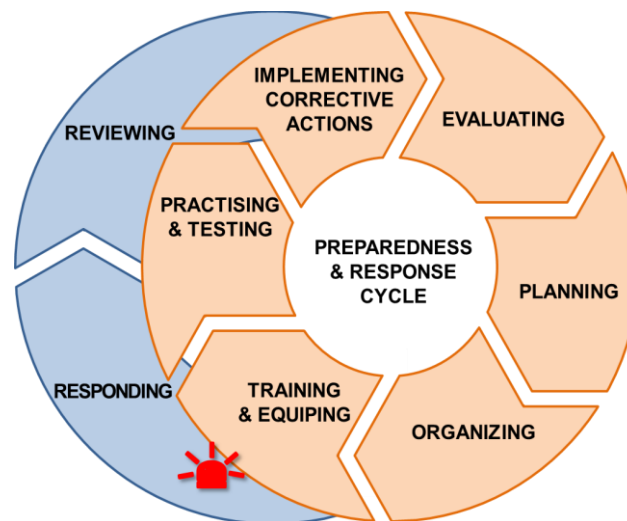 IMPLEMENTING
CORRECTIVE
ACTIONS
EVALUATING
REVIEWING
PRACTISING
& TESTING
PREPAREDNESS
& RESPONSE
CYCLE
PLANNING
RESPONDING
TRAINING
& EQUIPING
ORGANIZING